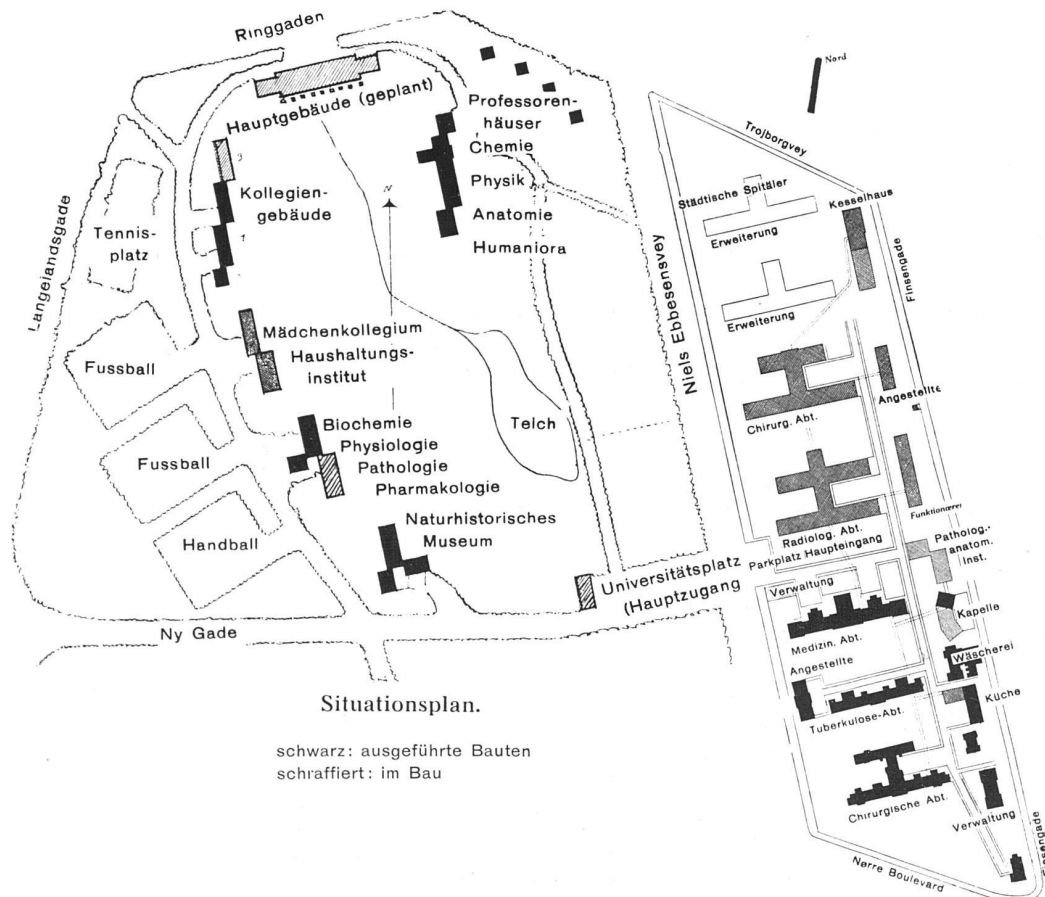 Ringgaden
Hauptgebäude (geplant)
Professoren-
häuser
Chemie
Physik
Anatomie
Humaniora
3
Kollegien-
gebäude
1
N
Tennis-
platz
Langelandsgade
Mädchenkollegium
Haushaltungs-
institut
Fussball
Biochemie
Physiologie
Pathologie
Pharmakologie
Teich
Fussball
Naturhistorisches
Museum
Handball
Universitätsplatz
(Hauptzugang
Ny Gade
Situationsplan.
schwarz: ausgeführte Bauten
schraffiert: im Bau
Nord
Trojborgvey
Niels Ebbesensvey
Finsengade
Städtische Spitäler
Erweiterung
Kesselhaus
Erweiterung
Chirurg. Abt.
Angestellte
Radiolog. Abt.
Parkplatz Haupteingang
Patholog.-
anatom.
Inst.
Verwaltung
Kapelle
Medizin. Abt.
Angestellte
Wäscherei
Küche
Tuberkulose-Abt.
Chirurgische Abt.
Verwaltung
Nørre Boulevard